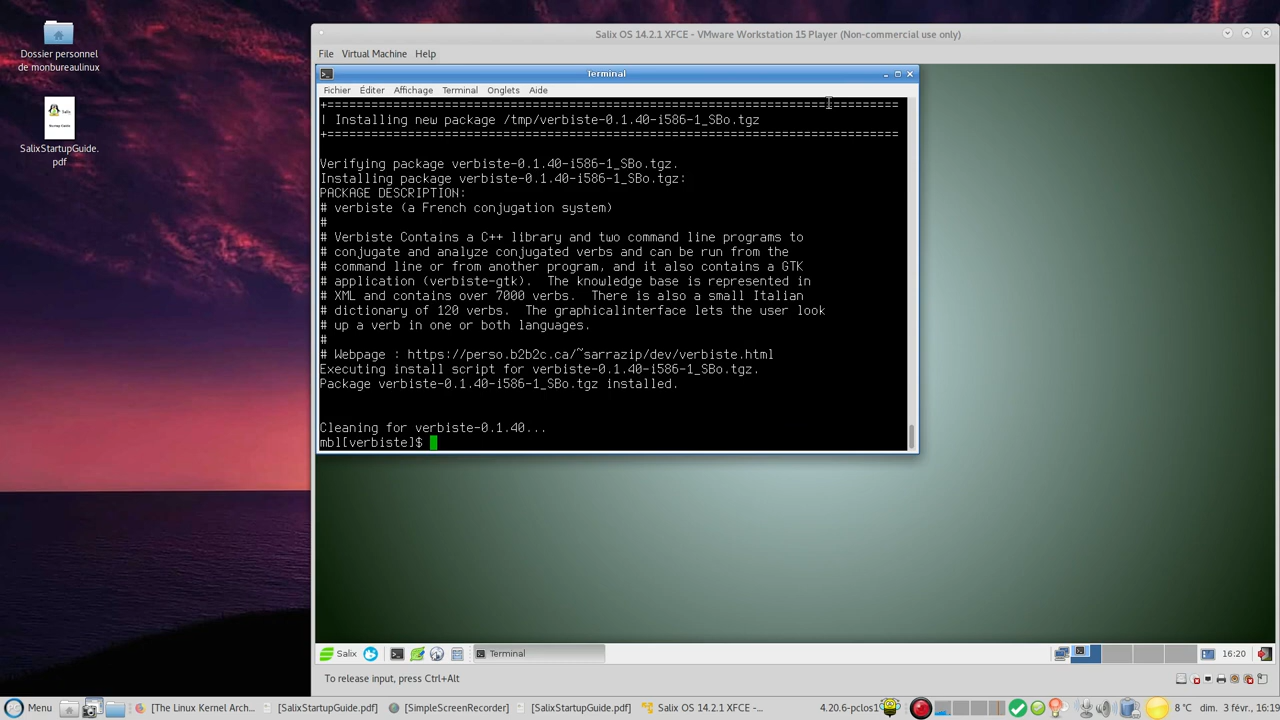 Dossier personnel
de monbureaulinux
SalixStartupGuide.
pdf
Salix OS 14.2.1 XFCE - VMware Workstation 15 Player (Non-commercial use only)
File Virtual Machine Help
Terminal
Fichier Éditer Affichage Terminal Onglets Aide
+==============================================================================
| Installing new package /tmp/verbiste-0.1.40-i586-1_SBo.tgz
+==============================================================================
Verifying package verbiste-0.1.40-i586-1_SBo.tgz.
Installing package verbiste-0.1.40-i586-1_SBo.tgz:
PACKAGE DESCRIPTION:
# verbiste (a French conjugation system)
#
# Verbiste Contains a C++ library and two command line programs to
# conjugate and analyze conjugated verbs and can be run from the
# command line or from another program, and it also contains a GTK
# application (verbiste-gtk).  The knowledge base is represented in
# XML and contains over 7000 verbs.  There is also a small Italian
# dictionary of 120 verbs.  The graphicalinterface lets the user look
# up a verb in one or both languages.
#
# Webpage : https://perso.b2b2c.ca/~sarrazip/dev/verbiste.html
Executing install script for verbiste-0.1.40-i586-1_SBo.tgz.
Package verbiste-0.1.40-i586-1_SBo.tgz installed.
Cleaning for verbiste-0.1.40...
mbl[verbiste]$
Salix Terminal 16:20
To release input, press Ctrl+Alt
Menu [The Linux Kernel Arch... [SalixStartupGuide.pdf] [SimpleScreenRecorder] [SalixStartupGuide.pdf] Salix OS 14.2.1 XFCE -... 4.20.6-pclos1 8 °C dim. 3 févr., 16:19